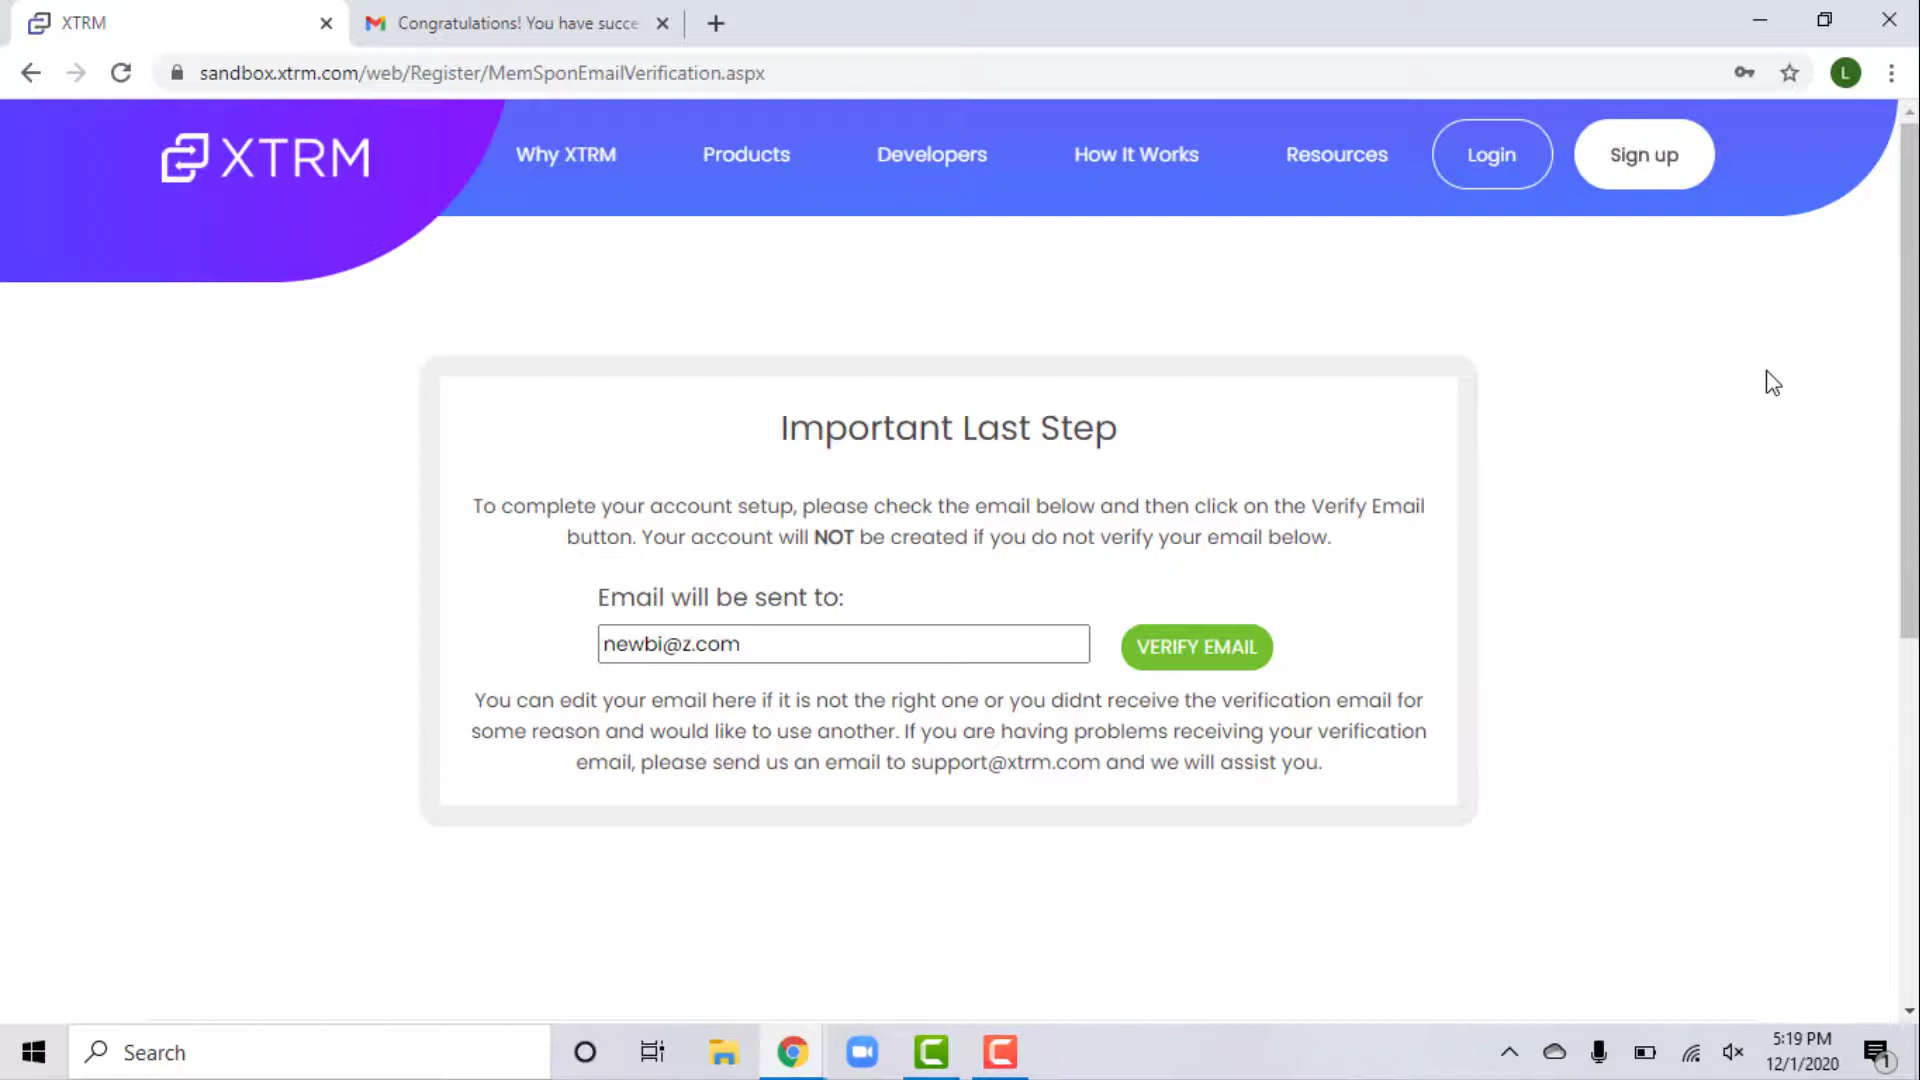 XTRM
Congratulations! You have succe
sandbox.xtrm.com/web/Register/MemSponEmailVerification.aspx
L
XTRM
Why XTRM
Products
Developers
How It Works
Resources
Login
Sign up
Important Last Step
To complete your account setup, please check the email below and then click on the Verify Email
button. Your account will NOT be created if you do not verify your email below.
Email will be sent to:
newbi@z.com
VERIFY EMAIL
You can edit your email here if it is not the right one or you didnt receive the verification email for
some reason and would like to use another. If you are having problems receiving your verification
email, please send us an email to support@xtrm.com and we will assist you.
Search
5:19 PM
12/1/2020
1